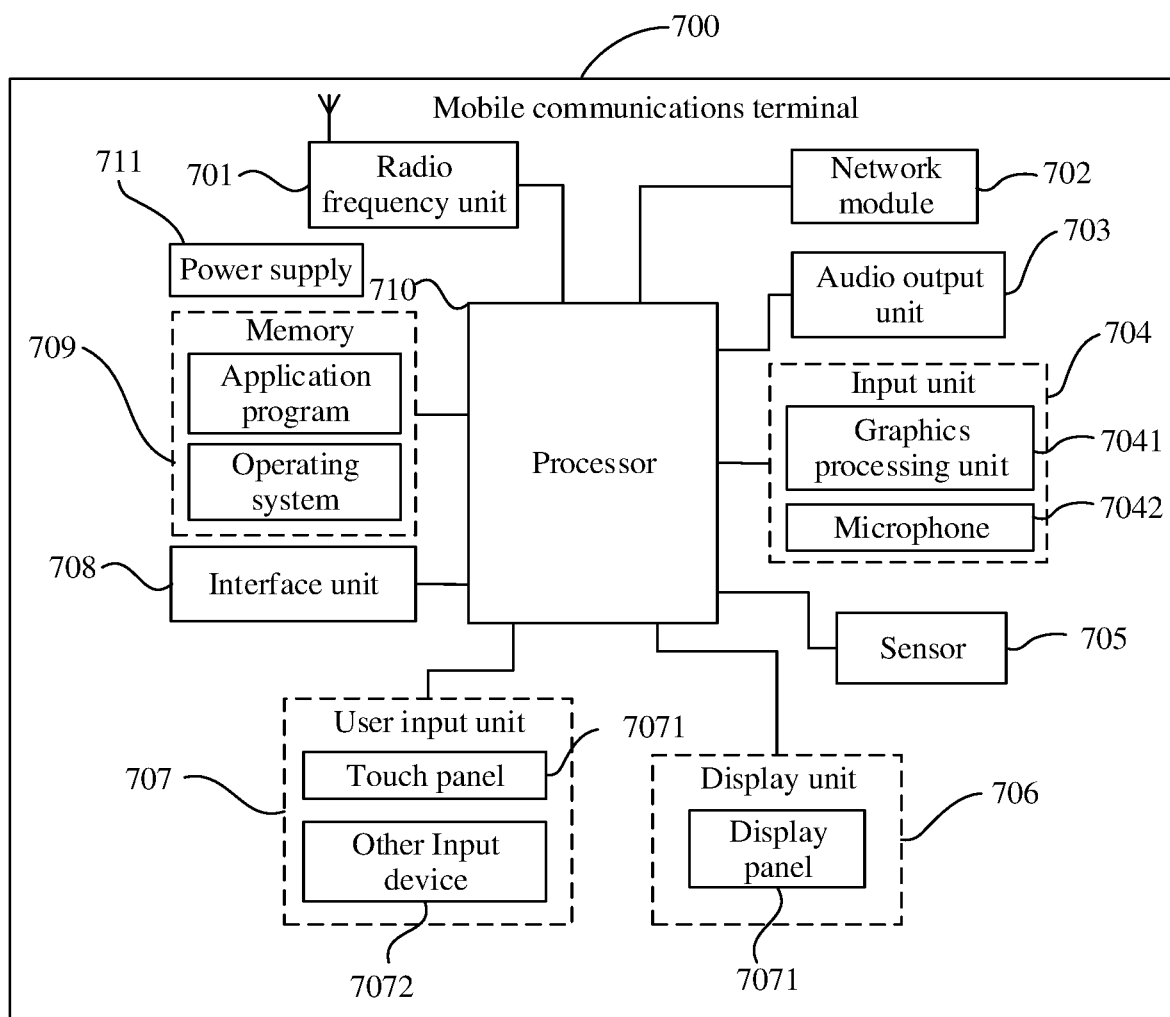 700
Mobile communications terminal
711
701
Radio
frequency unit
Network
module
702
Power supply
710
Audio output
unit
703
709
Memory
Application
program
Operating
system
Processor
704
Input unit
Graphics
processing unit
7041
Microphone
7042
708
Interface unit
Sensor
705
707
User input unit
7071
Touch panel
Other Input
device
7072
Display unit
706
Display
panel
7071